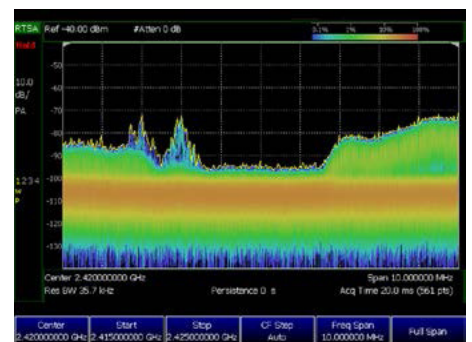 RTSA Ref -40.00 dBm #Atten 0 dB
0.1% 1% 10% 100%
Hold
-50
10.0
dB/
-60
PA
-70
-80
-90
1 2 3 4
-100
W
P
-110
-120
-130
Center 2.420000000 GHz Span 10.000000 MHz
Res BW 35.7 kHz Persistence 0 s Acq Time 20.0 ms (561 pts)
Center Start Stop CF Step Freq Span Full Span
2.420000000 GHz 2.415000000 GHz 2.425000000 GHz Auto 10.000000 MHz